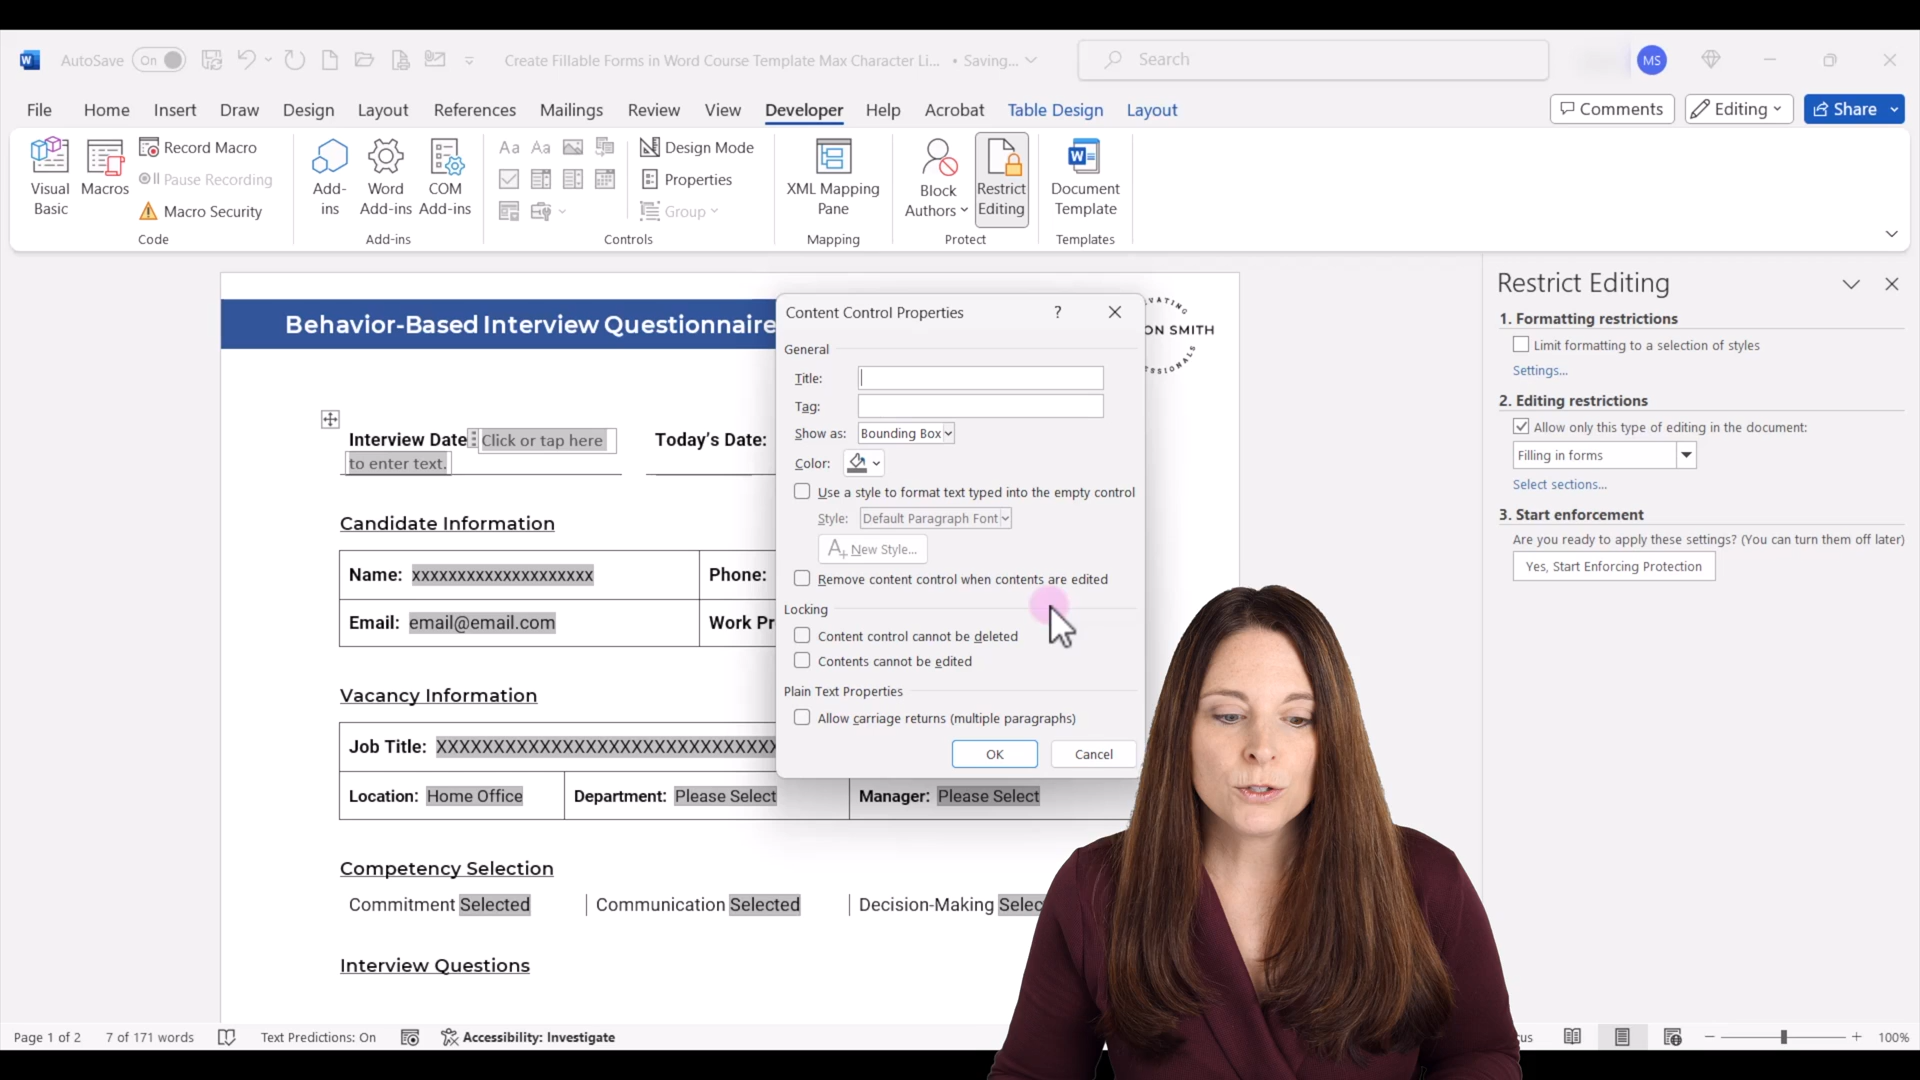 AutoSave On
Create Fillable Forms in Word Course Template Max Character Li... • Saving...
Search
MS
File Home Insert Draw Design Layout References Mailings Review View Developer Help Acrobat Table Design Layout
Comments Editing Share
Visual Basic
Macros
Record Macro
Pause Recording
Macro Security
Code
Add-ins
Word Add-ins
COM Add-ins
Add-ins
Aa Aa
Design Mode
Properties
Group
Controls
XML Mapping Pane
Mapping
Block Authors
Restrict Editing
Protect
Document Template
Templates
Behavior-Based Interview Questionnaire
ON SMITH
Interview Date Click or tap here
to enter text.
Today's Date:
Candidate Information
Name: xxxxxxxxxxxxxxxxxxxx
Phone:
Email: email@email.com
Work Pr
Vacancy Information
Job Title: XXXXXXXXXXXXXXXXXXXXXXXXXXXXXX
Location: Home Office
Department: Please Select
Manager: Please Select
Competency Selection
Commitment Selected
Communication Selected
Decision-Making Selec
Interview Questions
Content Control Properties ?
General
Title:
Tag:
Show as: Bounding Box
Color:
Use a style to format text typed into the empty control
Style: Default Paragraph Font
New Style...
Remove content control when contents are edited
Locking
Content control cannot be deleted
Contents cannot be edited
Plain Text Properties
Allow carriage returns (multiple paragraphs)
OK Cancel
Restrict Editing
1. Formatting restrictions
Limit formatting to a selection of styles
Settings...
2. Editing restrictions
Allow only this type of editing in the document:
Filling in forms
Select sections...
3. Start enforcement
Are you ready to apply these settings? (You can turn them off later)
Yes, Start Enforcing Protection
Page 1 of 2 7 of 171 words Text Predictions: On Accessibility: Investigate
100%